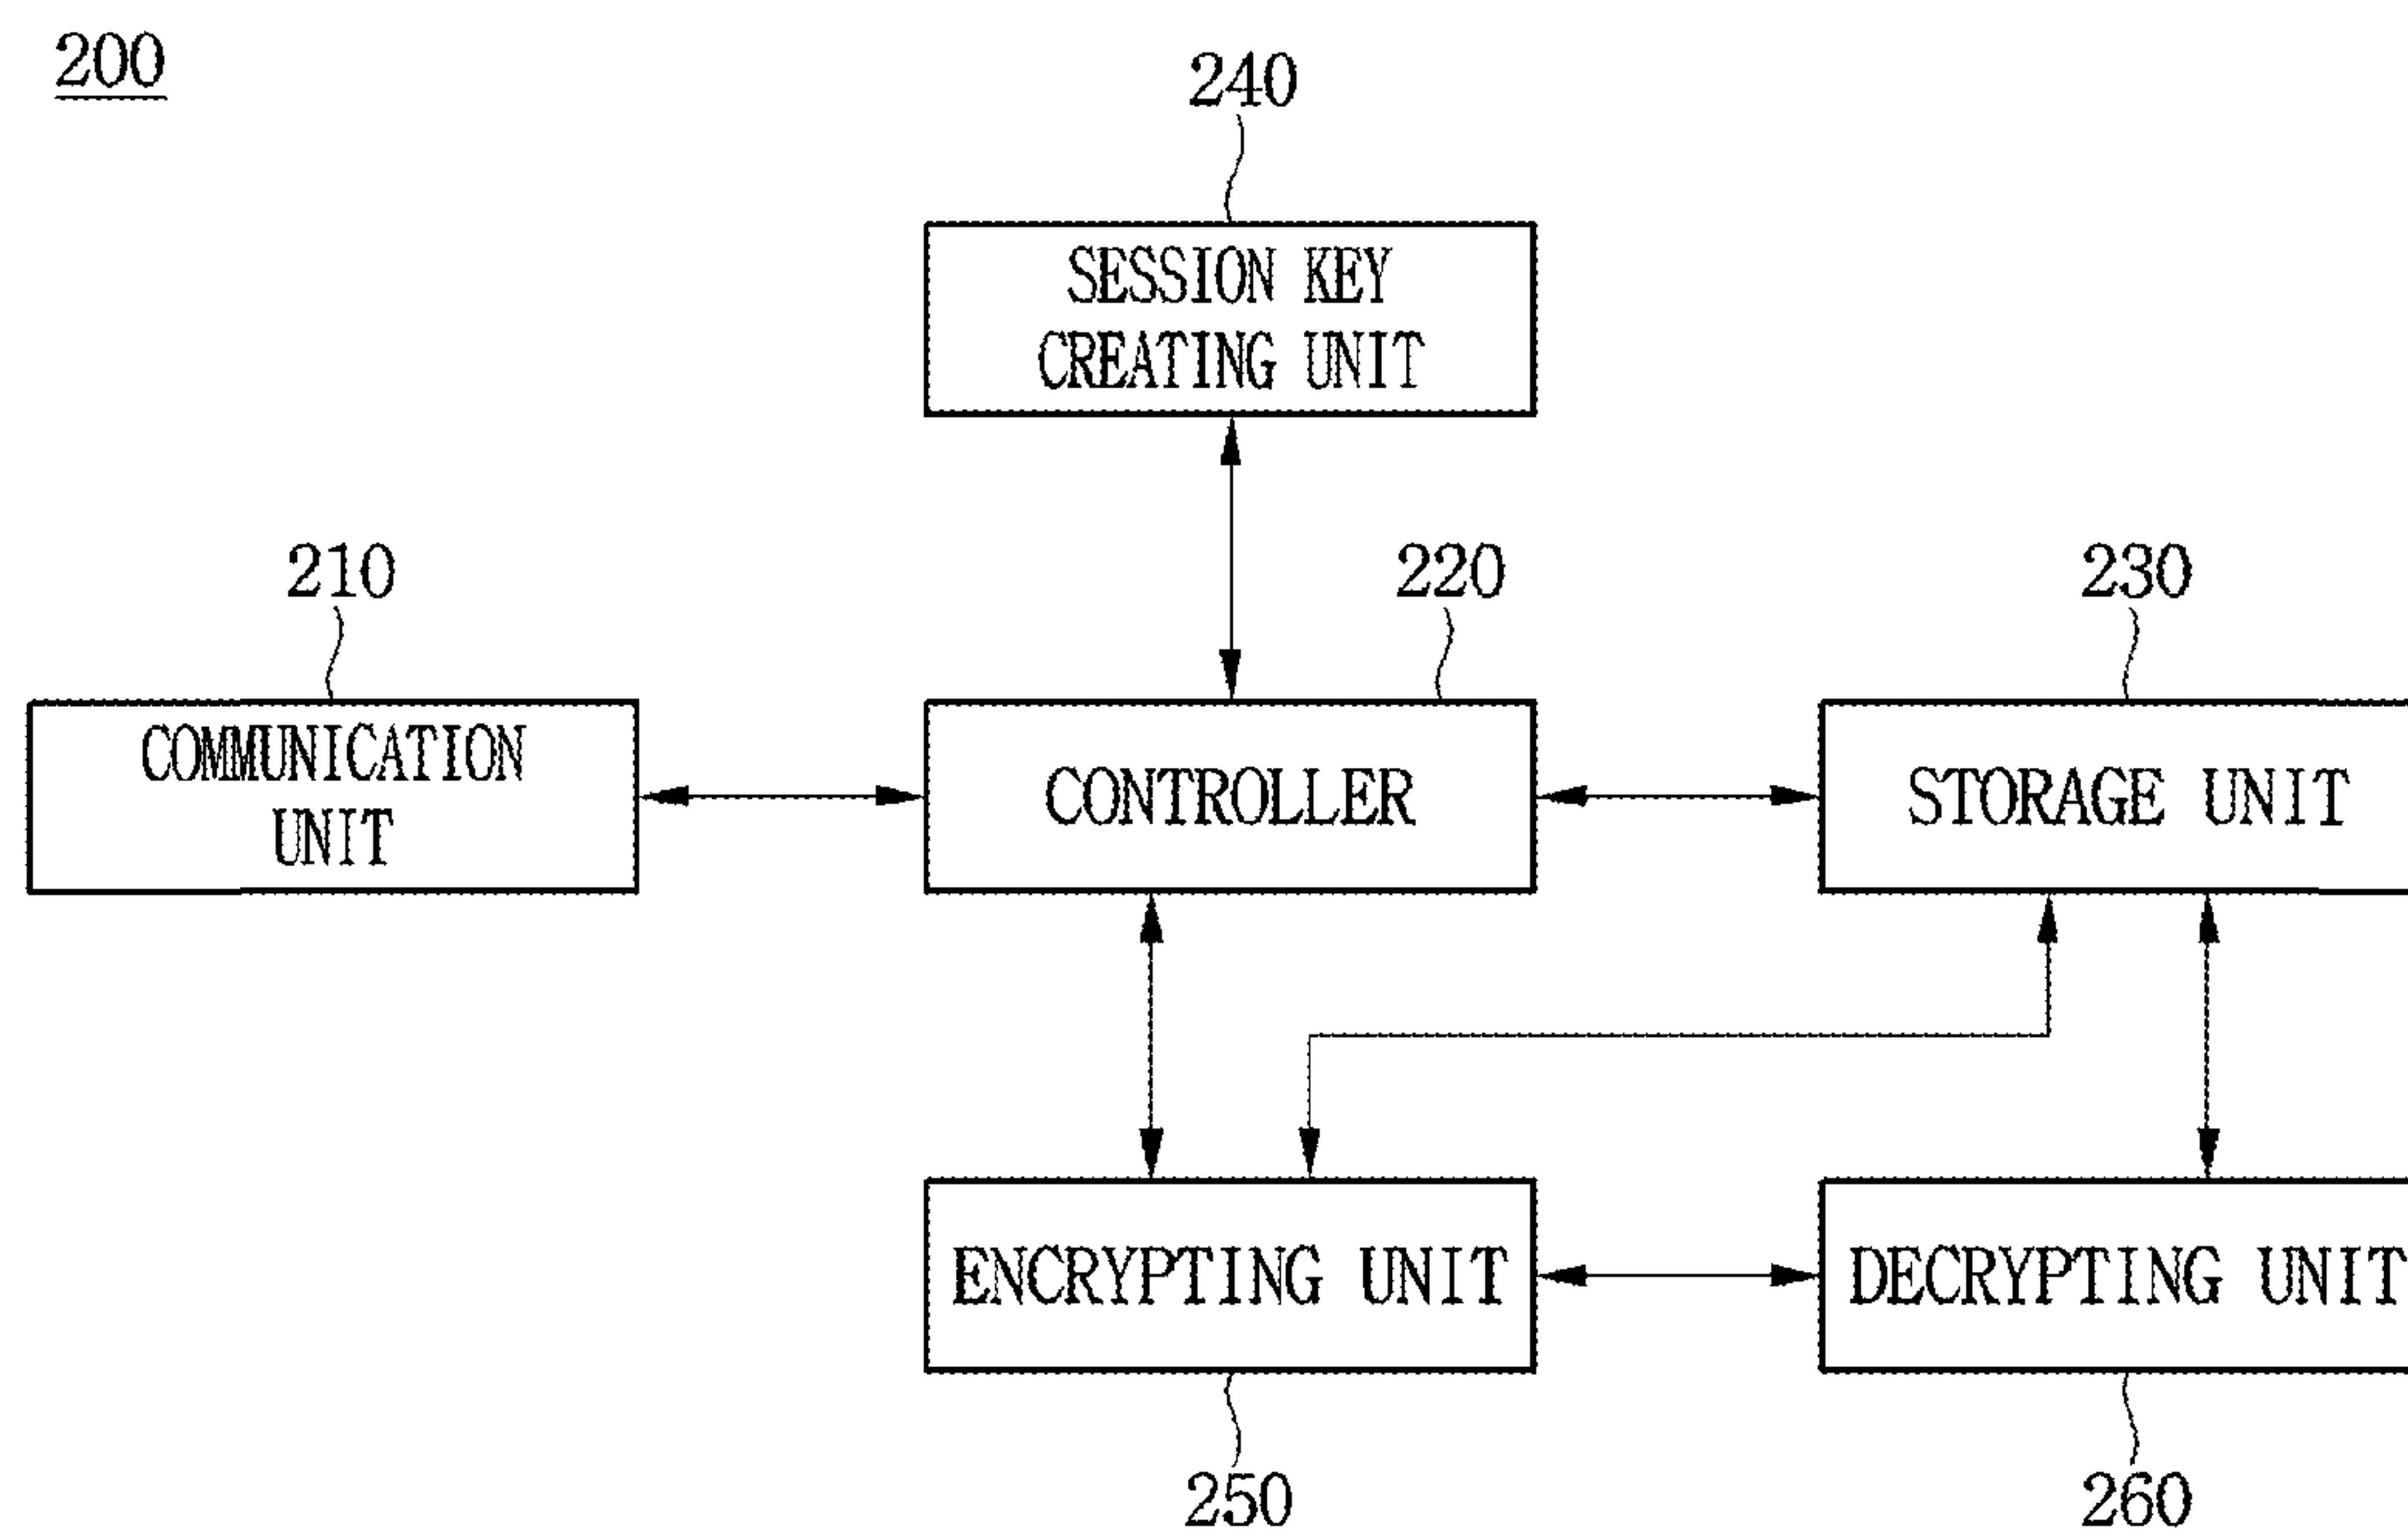 200
240
SESSION KEY
CREATING UNIT
210
220
230
COMMUNICATION
UNIT
CONTROLLER
STORAGE UNIT
ENCRYPTING UNIT
DECRYPTING UNIT
250
260